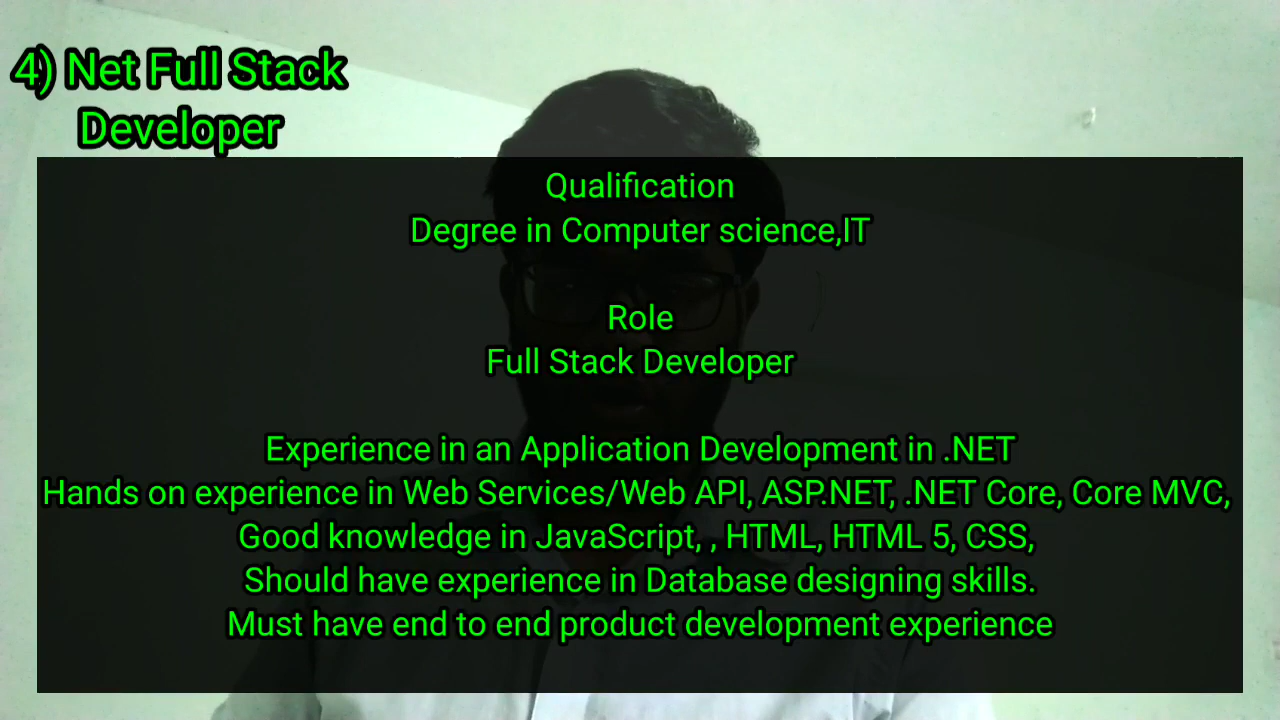 4) Net Full Stack
Developer
Qualification
Degree in Computer science,IT
Role
Full Stack Developer
Experience in an Application Development in .NET
Hands on experience in Web Services/Web API, ASP.NET, .NET Core, Core MVC,
Good knowledge in JavaScript, , HTML, HTML 5, CSS,
Should have experience in Database designing skills.
Must have end to end product development experience